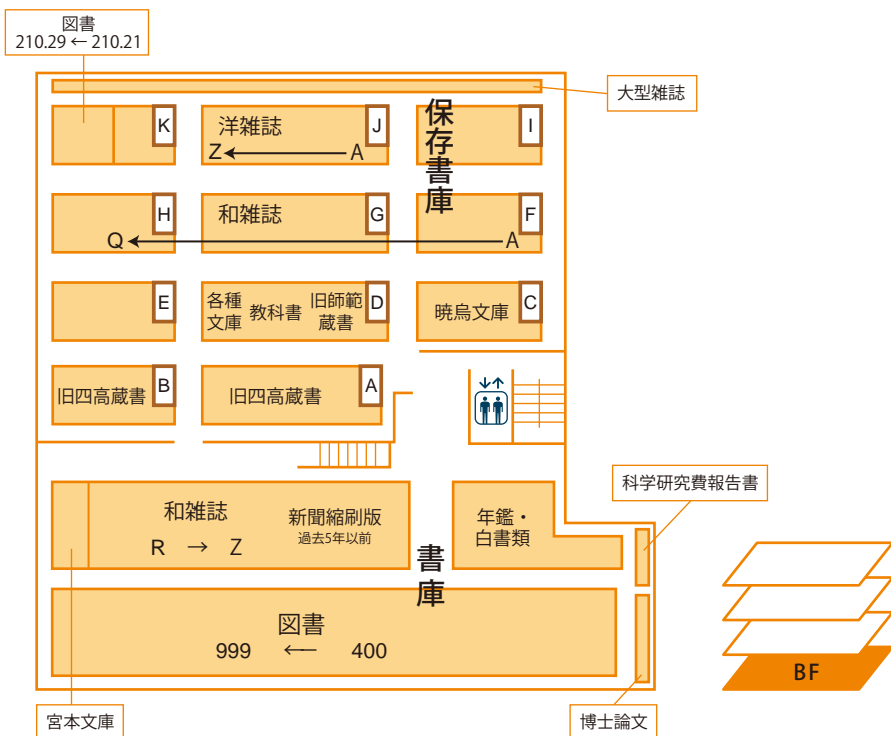 図書
210.29 ← 210.21
大型雑誌
保存書庫
K
洋雑誌
J
I
Z ← A
H
和雑誌
G
F
Q ← A
E
各種
文庫
教科書
旧師範
蔵書
D
暁烏文庫
C
旧四高蔵書
B
旧四高蔵書
A
↓↑
科学研究費報告書
和雑誌
R → Z
新聞縮刷版
過去5年以前
年鑑・
白書類
書庫
図書
999 ← 400
BF
宮本文庫
博士論文